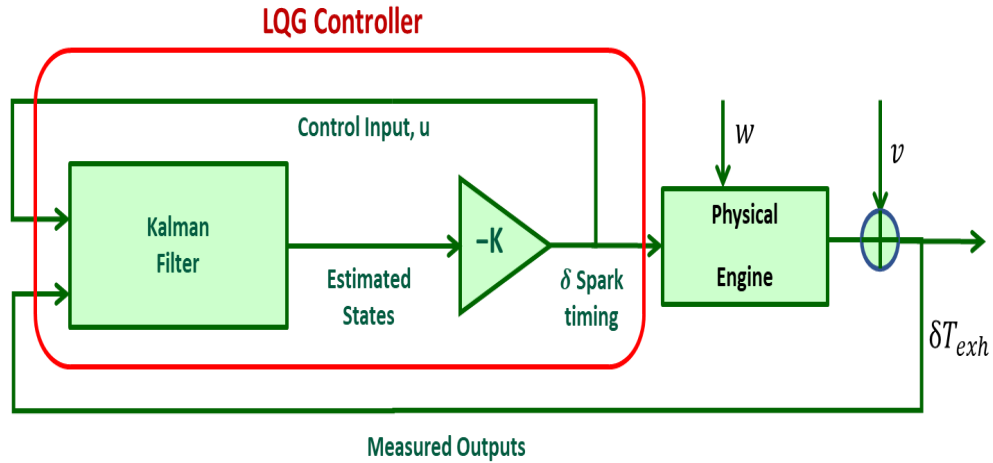 LQG Controller
Control Input, u
w
v
Kalman
Filter
−K
Physical
Engine
Estimated
States
δ Spark
timing
δT_exh
Measured Outputs